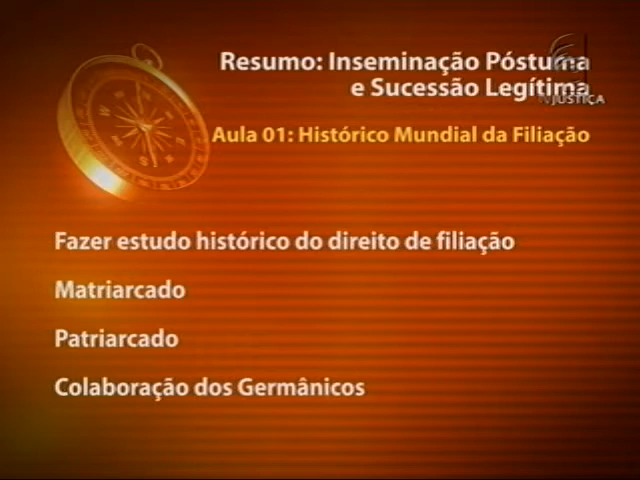 Resumo: Inseminação Póstuma
e Sucessão Legítima
JUSTIÇA
Aula 01: Histórico Mundial da Filiação
Fazer estudo histórico do direito de filiação
Matriarcado
Patriarcado
Colaboração dos Germânicos